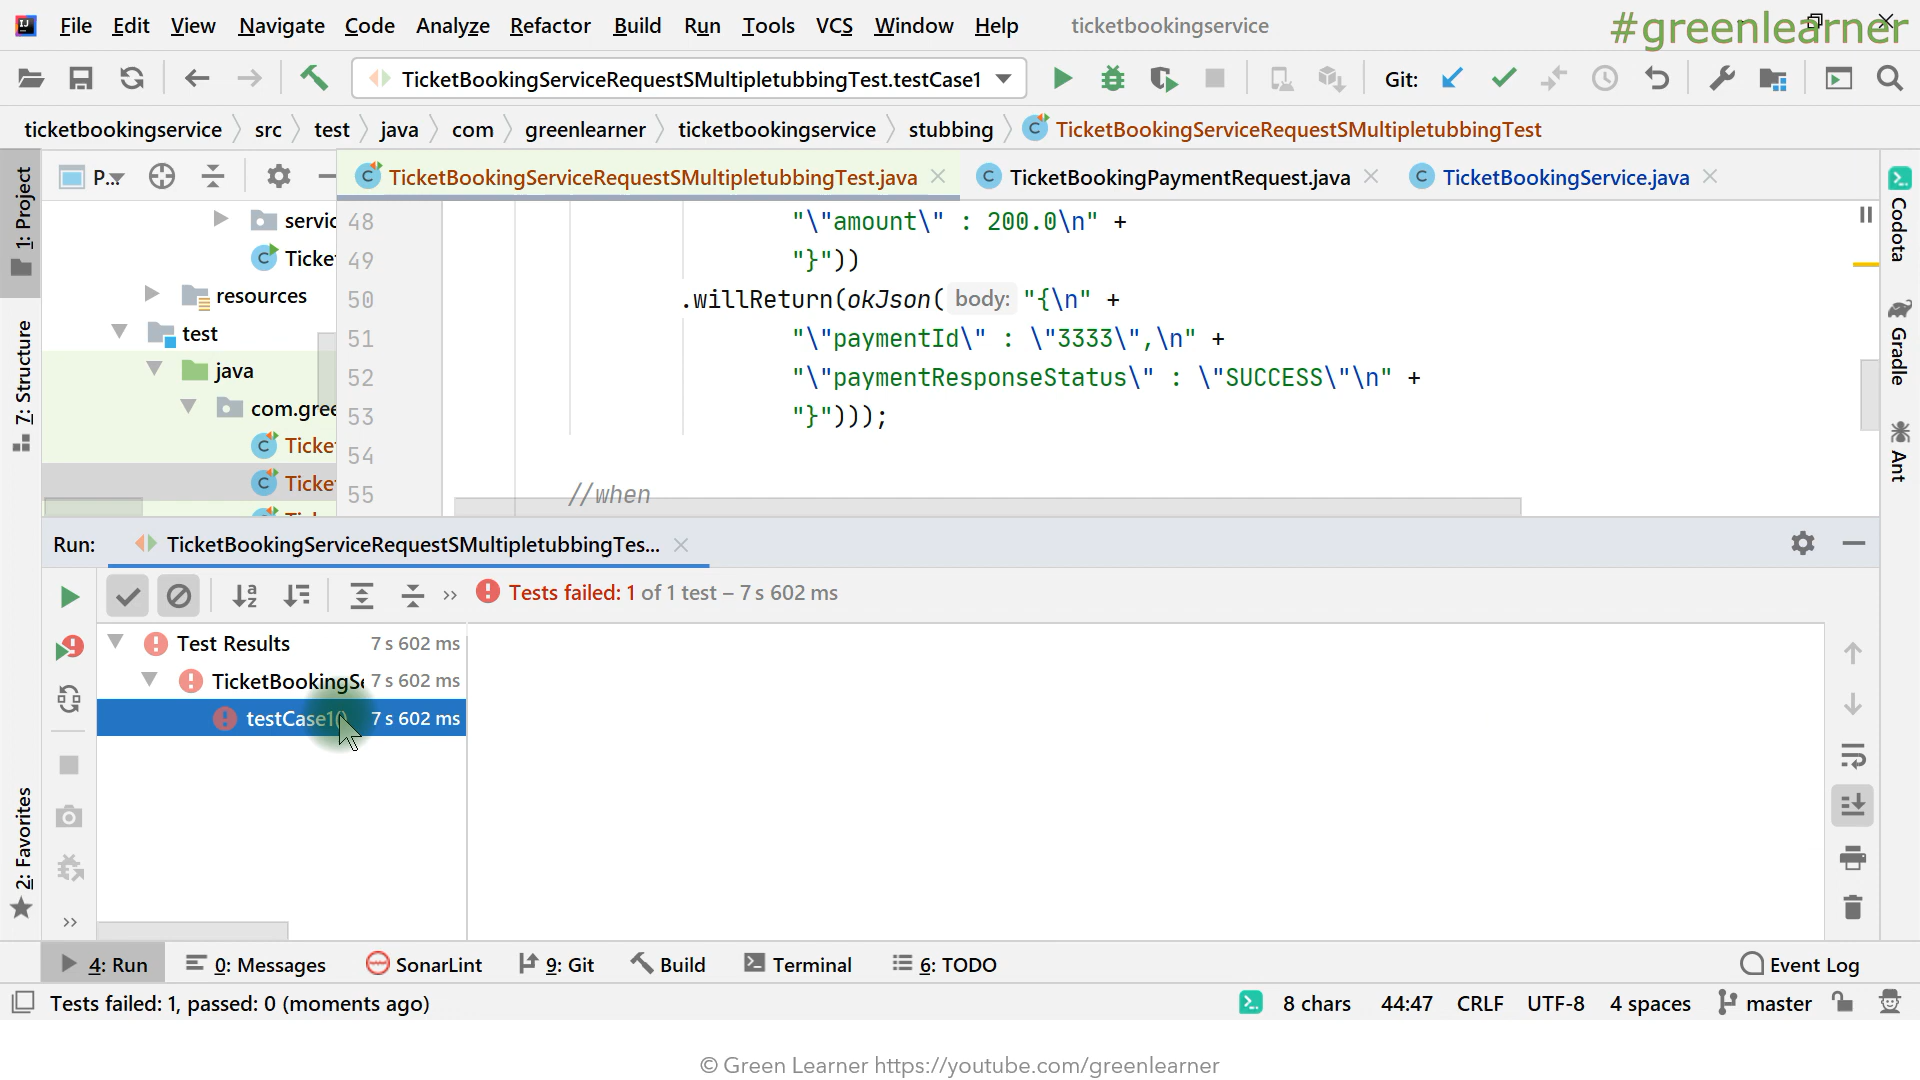 File Edit View Navigate Code Analyze Refactor Build Run Tools VCS Window Help ticketbookingservice
#greenlearner
TicketBookingServiceRequestSMultipletubbingTest.testCase1 Git:
ticketbookingservice src test java com greenlearner ticketbookingservice stubbing TicketBookingServiceRequestSMultipletubbingTest
1: Project
7: Structure
2: Favorites
P...
TicketBookingServiceRequestSMultipletubbingTest.java TicketBookingPaymentRequest.java TicketBookingService.java
servic
Ticke
resources
test
java
com.gree
Ticke
Ticke
48 "\"amount\" : 200.0\n" +
49 "}"))
50 .willReturn(okJson( body: "{\n" +
51 "\"paymentId\" : \"3333\",\n" +
52 "\"paymentResponseStatus\" : \"SUCCESS\"\n" +
53 "}")));
54
55 //when
Codota
Gradle
Ant
Run: TicketBookingServiceRequestSMultipletubbingTes...
Tests failed: 1 of 1 test – 7 s 602 ms
Test Results 7 s 602 ms
TicketBookingSe 7 s 602 ms
testCase1() 7 s 602 ms
4: Run 0: Messages SonarLint 9: Git Build Terminal 6: TODO Event Log
Tests failed: 1, passed: 0 (moments ago) 8 chars 44:47 CRLF UTF-8 4 spaces master
© Green Learner https://youtube.com/greenlearner